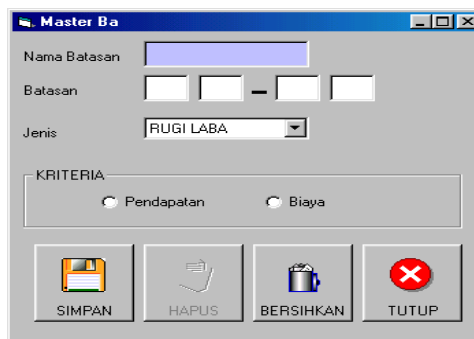 Master Ba
Nama Batasan
Batasan
Jenis RUGI LABA
KRITERIA
Pendapatan Biaya
SIMPAN HAPUS BERSIHKAN TUTUP